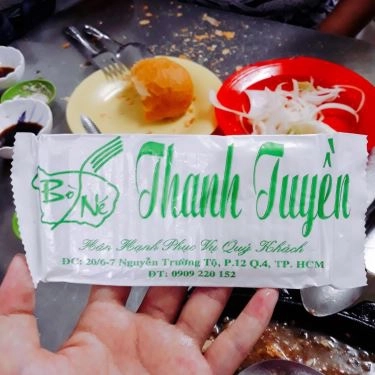 Bò Né
Thanh Tuyền
Hân Hạnh Phục Vụ Quý Khách
ĐC: 20/6-7 Nguyễn Trường Tộ, P.12 Q.4, TP. HCM
ĐT: 0909 220 152